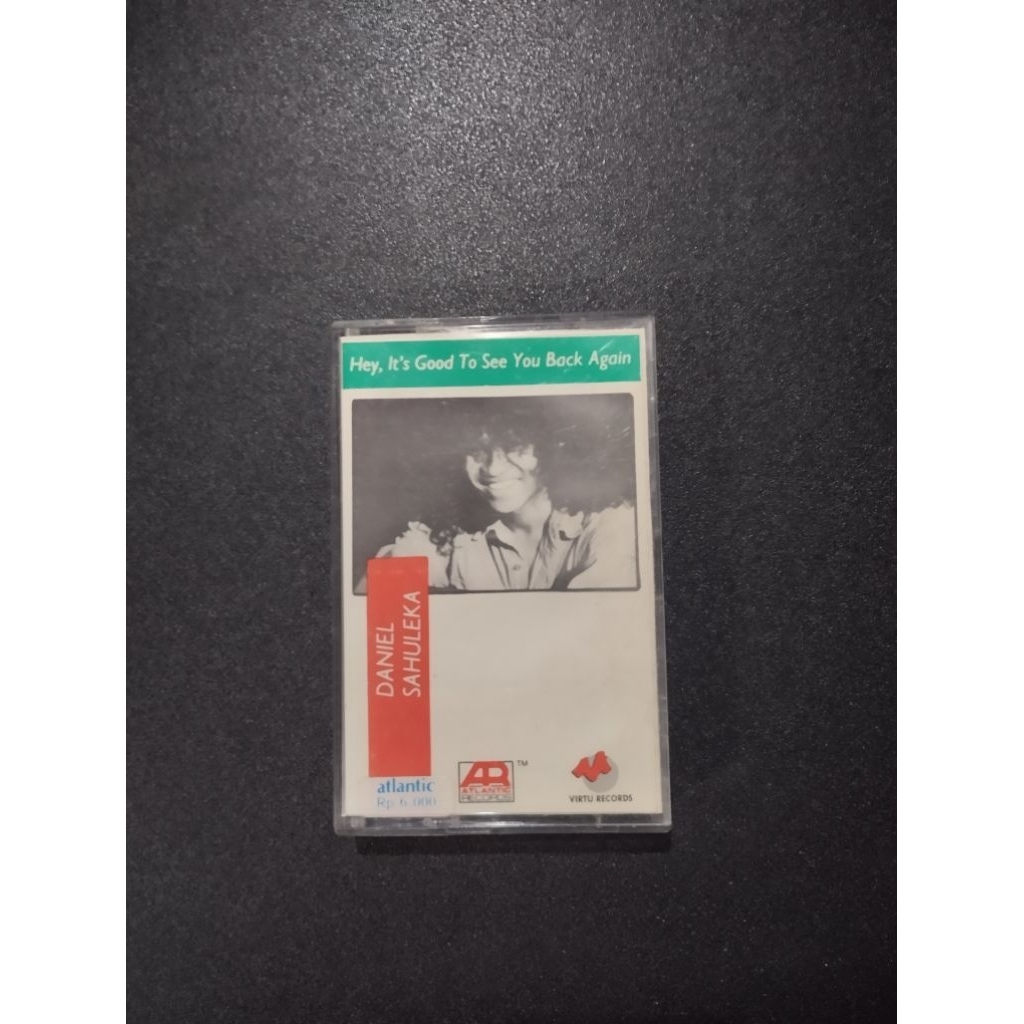 Hey, It's Good To See You Back Again
DANIEL
SAHULEKA
atlantic
Rp. 6.000
AR
ATLANTIC
RECORDS
TM
VIRTU RECORDS